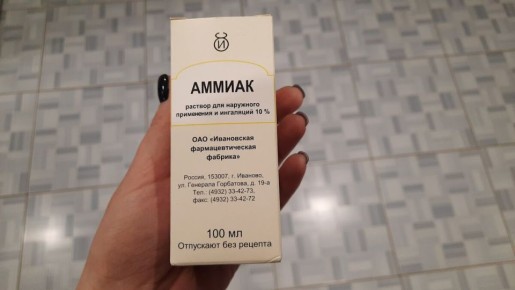 И
АММИАК
раствор для наружного
применения и ингаляций 10 %
ОАО «Ивановская
фармацевтическая
фабрика»
Россия, 153007, г. Иваново,
ул. Генерала Горбатова, д. 19-а
Тел.: (4932) 33-42-73,
факс: (4932) 33-42-72
100 мл
Отпускают без рецепта